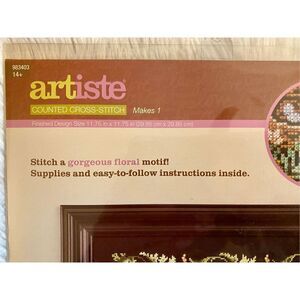 983403
14+
artiste
COUNTED CROSS-STITCH Makes 1
Finished Design Size 11.75 in x 11.75 in (29.85 cm x 29.85 cm)
Stitch a gorgeous floral motif!
Supplies and easy-to-follow instructions inside.